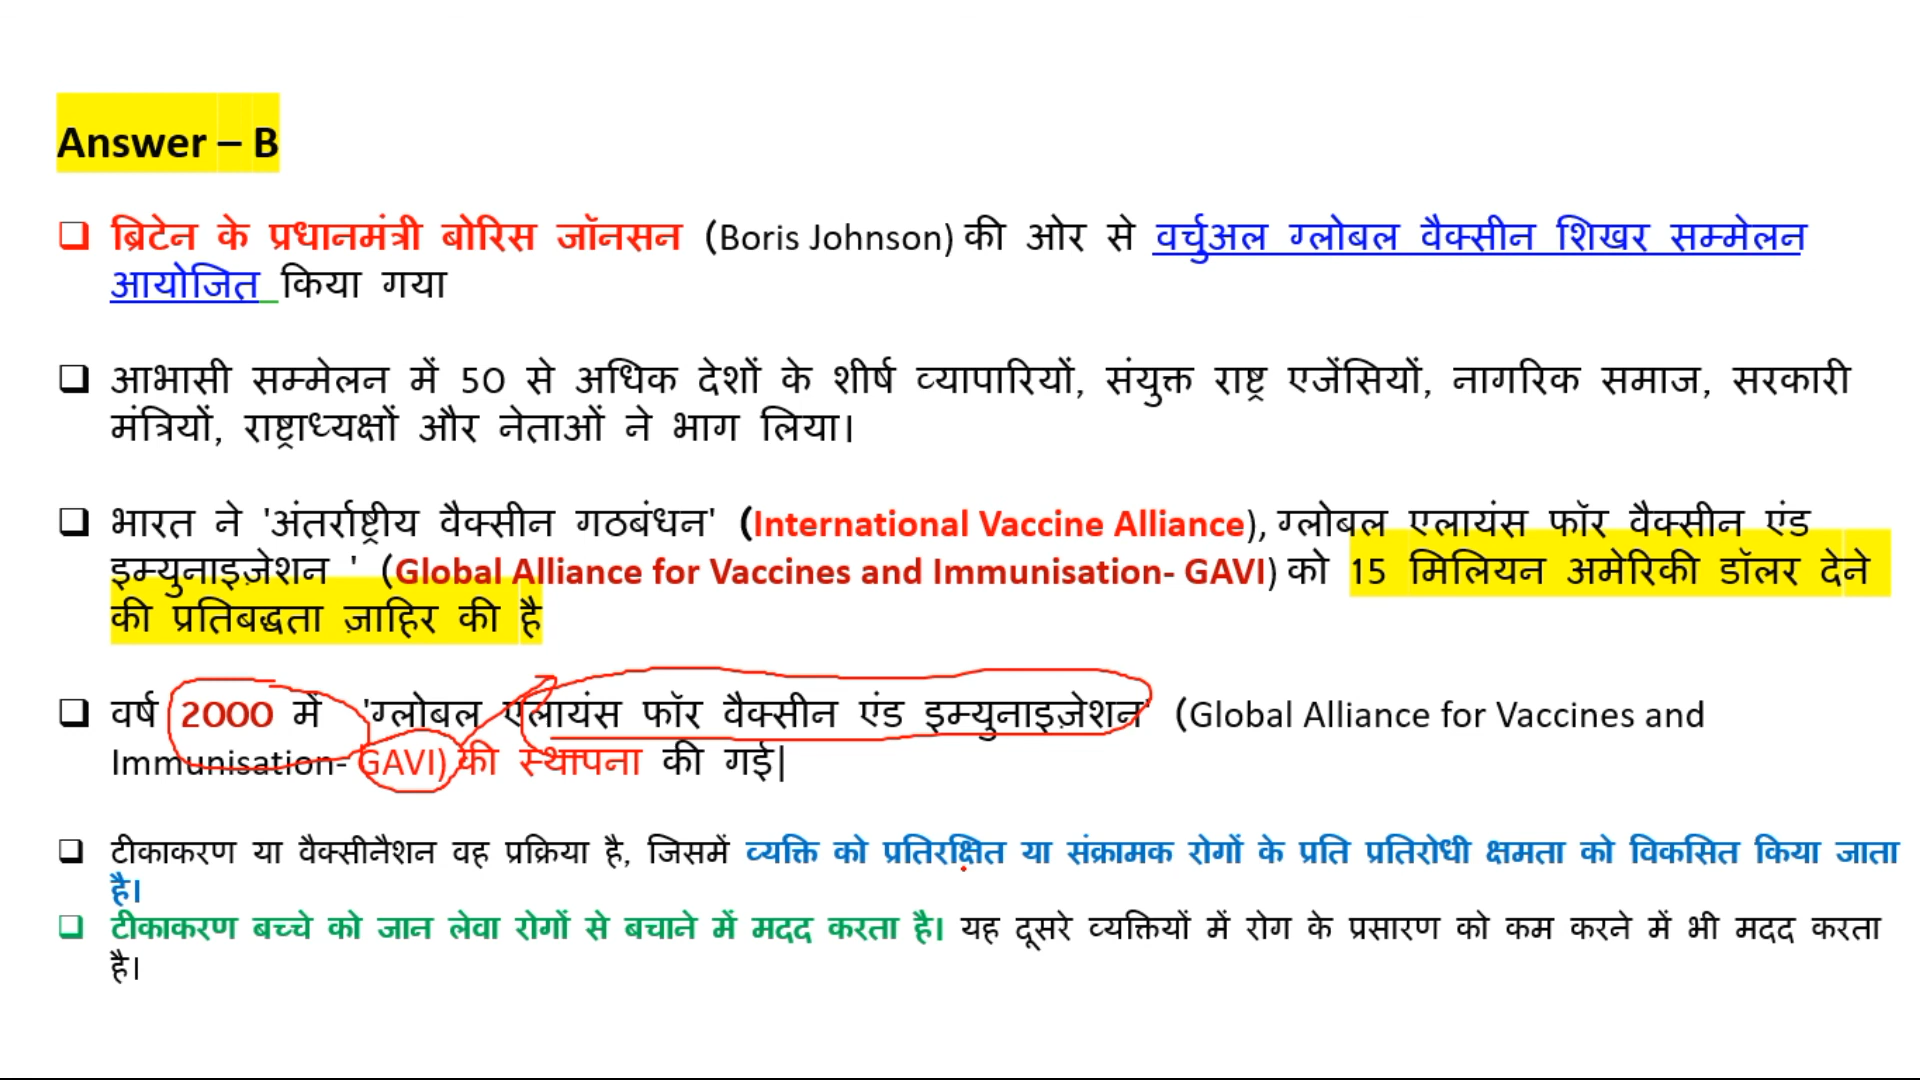 Answer – B
❑ ब्रिटेन के प्रधानमंत्री बोरिस जॉनसन (Boris Johnson) की ओर से वर्चुअल ग्लोबल वैक्सीन शिखर सम्मेलन
आयोजित किया गया
❑ आभासी सम्मेलन में 50 से अधिक देशों के शीर्ष व्यापारियों, संयुक्त राष्ट्र एजेंसियों, नागरिक समाज, सरकारी
मंत्रियों, राष्ट्राध्यक्षों और नेताओं ने भाग लिया।
❑ भारत ने 'अंतर्राष्ट्रीय वैक्सीन गठबंधन' (International Vaccine Alliance), ग्लोबल एलायंस फॉर वैक्सीन एंड
इम्युनाइज़ेशन ' (Global Alliance for Vaccines and Immunisation- GAVI) को 15 मिलियन अमेरिकी डॉलर देने
की प्रतिबद्धता ज़ाहिर की है
❑ वर्ष 2000 में 'ग्लोबल एलायंस फॉर वैक्सीन एंड इम्युनाइज़ेशन' (Global Alliance for Vaccines and
Immunisation- GAVI) की स्थापना की गई|
❑ टीकाकरण या वैक्सीनैशन वह प्रक्रिया है, जिसमें व्यक्ति को प्रतिरक्षित या संक्रामक रोगों के प्रति प्रतिरोधी क्षमता को विकसित किया जाता
है।
❑ टीकाकरण बच्चे को जान लेवा रोगों से बचाने में मदद करता है। यह दूसरे व्यक्तियों में रोग के प्रसारण को कम करने में भी मदद करता
है।